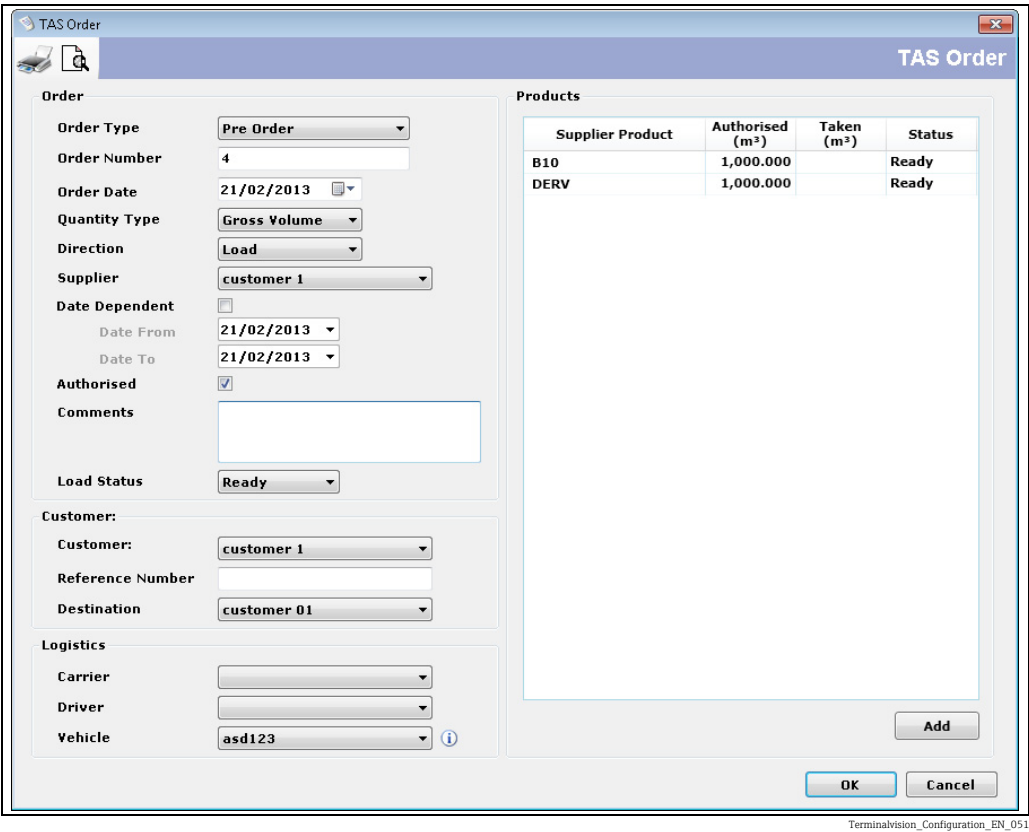 TAS Order
TAS Order
Order
Order Type Pre Order
Order Number 4
Order Date 21/02/2013
Quantity Type Gross Volume
Direction Load
Supplier customer 1
Date Dependent
Date From 21/02/2013
Date To 21/02/2013
Authorised
Comments
Load Status Ready
Customer:
Customer: customer 1
Reference Number
Destination customer 01
Logistics
Carrier
Driver
Vehicle asd123
Products
Supplier Product Authorised (m³) Taken (m³) Status
B10 1,000.000 Ready
DERV 1,000.000 Ready
Add
OK Cancel
Terminalvision_Configuration_EN_051